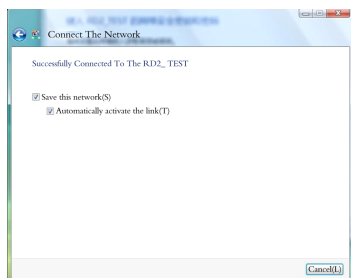 Connect The Network
Successfully Connected To The RD2_ TEST
Save this network(S)
Automatically activate the link(T)
Cancel(L)